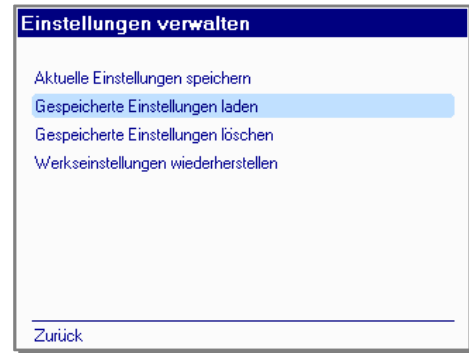 Einstellungen verwalten
Aktuelle Einstellungen speichern
Gespeicherte Einstellungen laden
Gespeicherte Einstellungen löschen
Werkseinstellungen wiederherstellen
Zurück